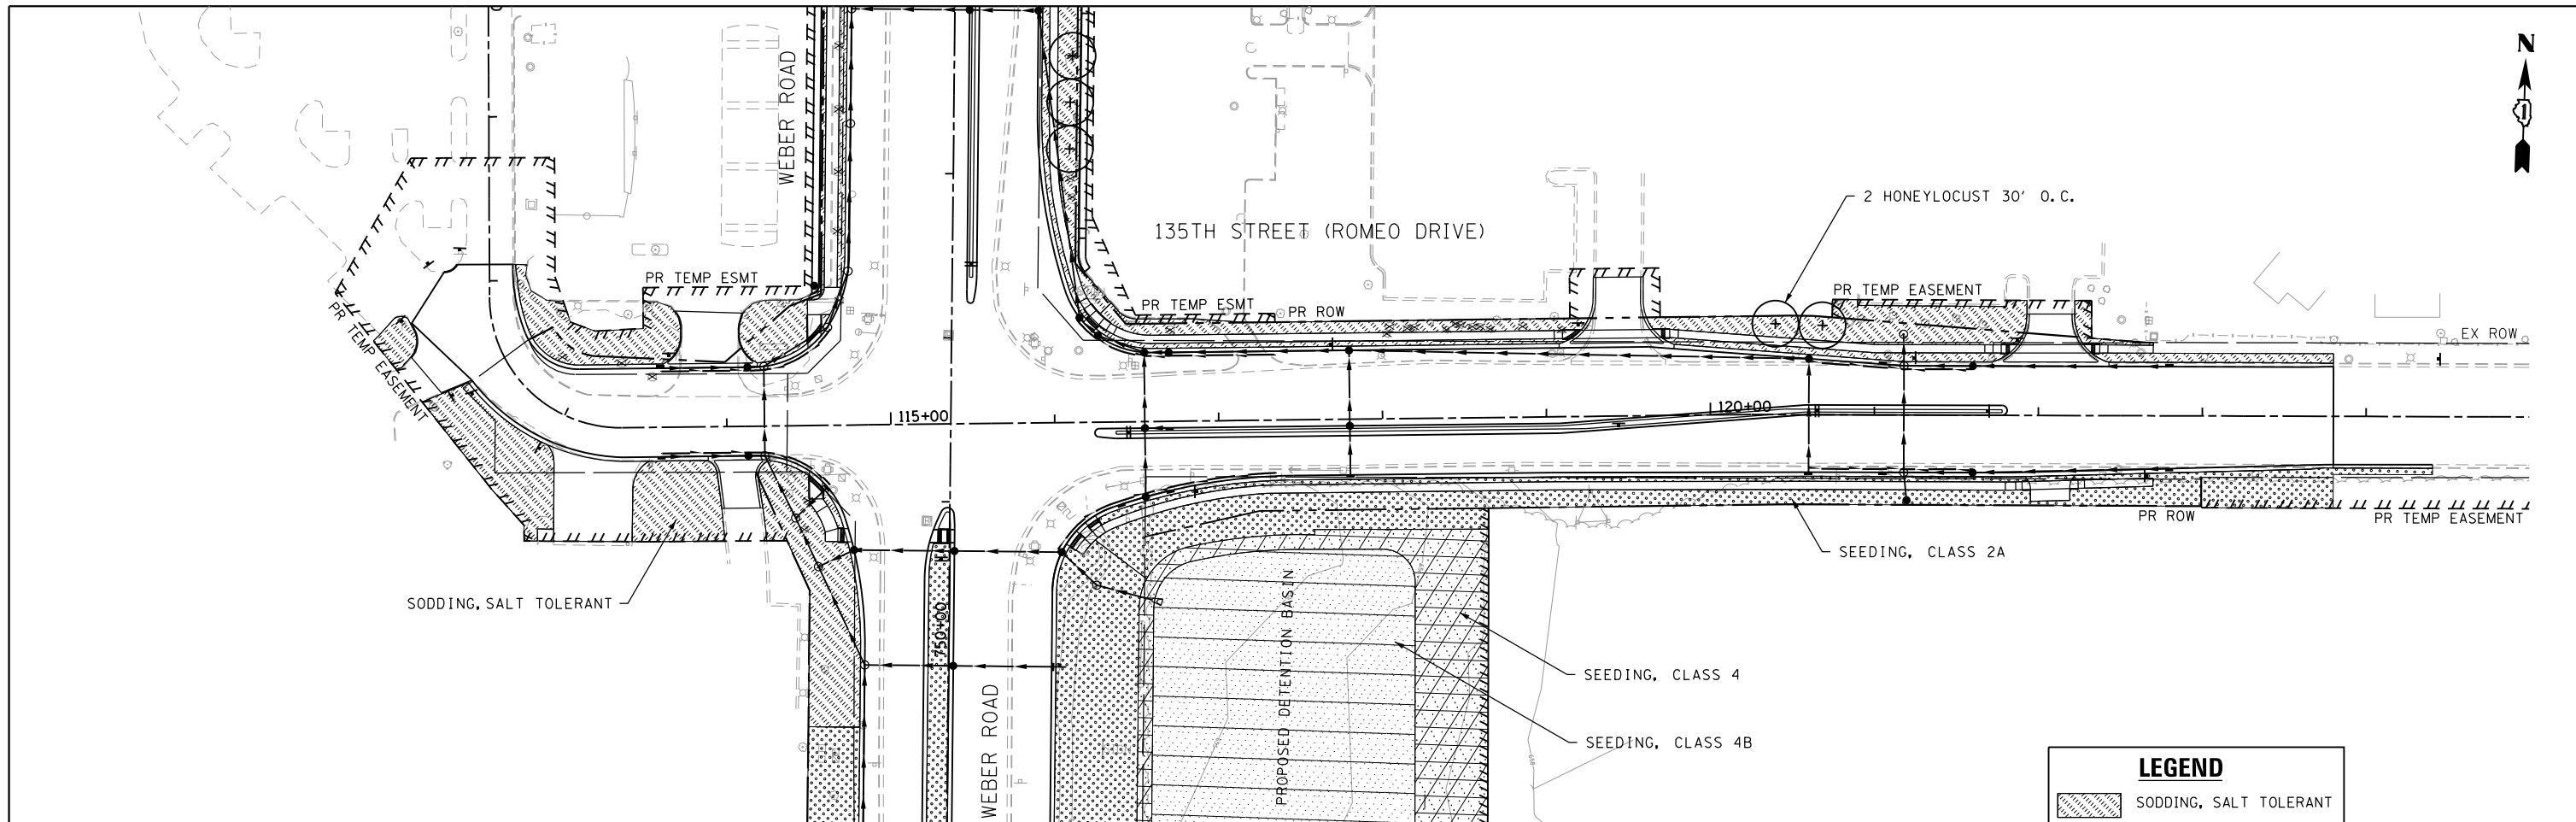 N
WEBER ROAD
2 HONEYLOCUST 30' O.C.
135TH STREET (ROMEO DRIVE)
PR TEMP ESMT
PR TEMP EASEMENT
PR TEMP ESMT
PR ROW
PR TEMP EASEMENT
EX ROW
115+00
120+00
PR ROW
PR TEMP EASEMENT
SEEDING, CLASS 2A
SODDING, SALT TOLERANT
750+00
WEBER ROAD
PROPOSED DETENTION BASIN
SEEDING, CLASS 4
SEEDING, CLASS 4B
LEGEND
SODDING, SALT TOLERANT